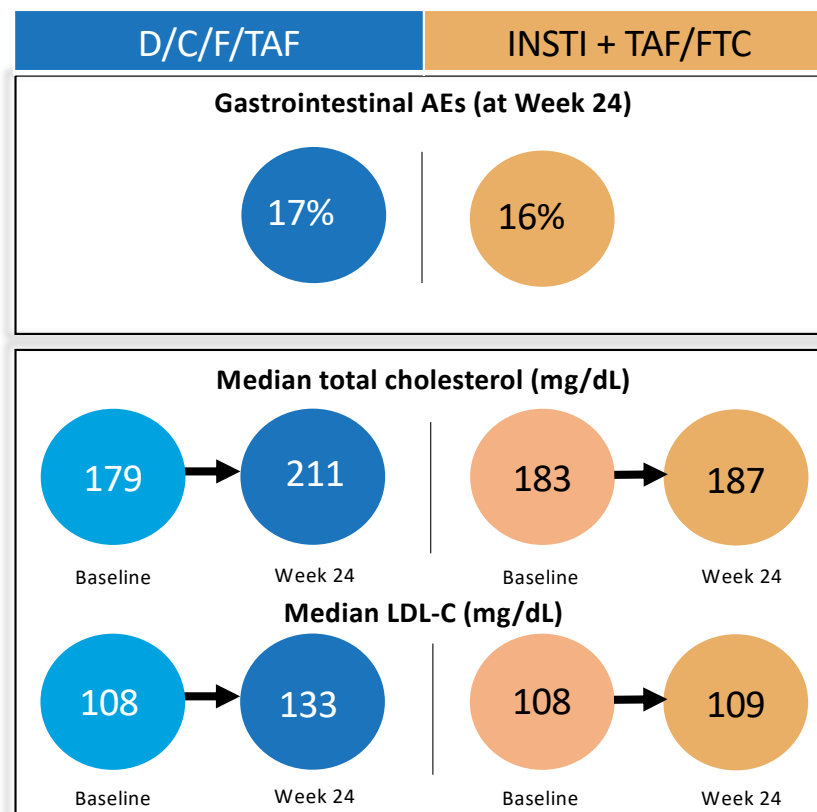 D/C/F/TAF INSTI + TAF/FTC
Gastrointestinal AEs (at Week 24)
17% 16%
Median total cholesterol (mg/dL)
179 211 183 187
Baseline Week 24 Baseline Week 24
Median LDL-C (mg/dL)
108 133 108 109
Baseline Week 24 Baseline Week 24